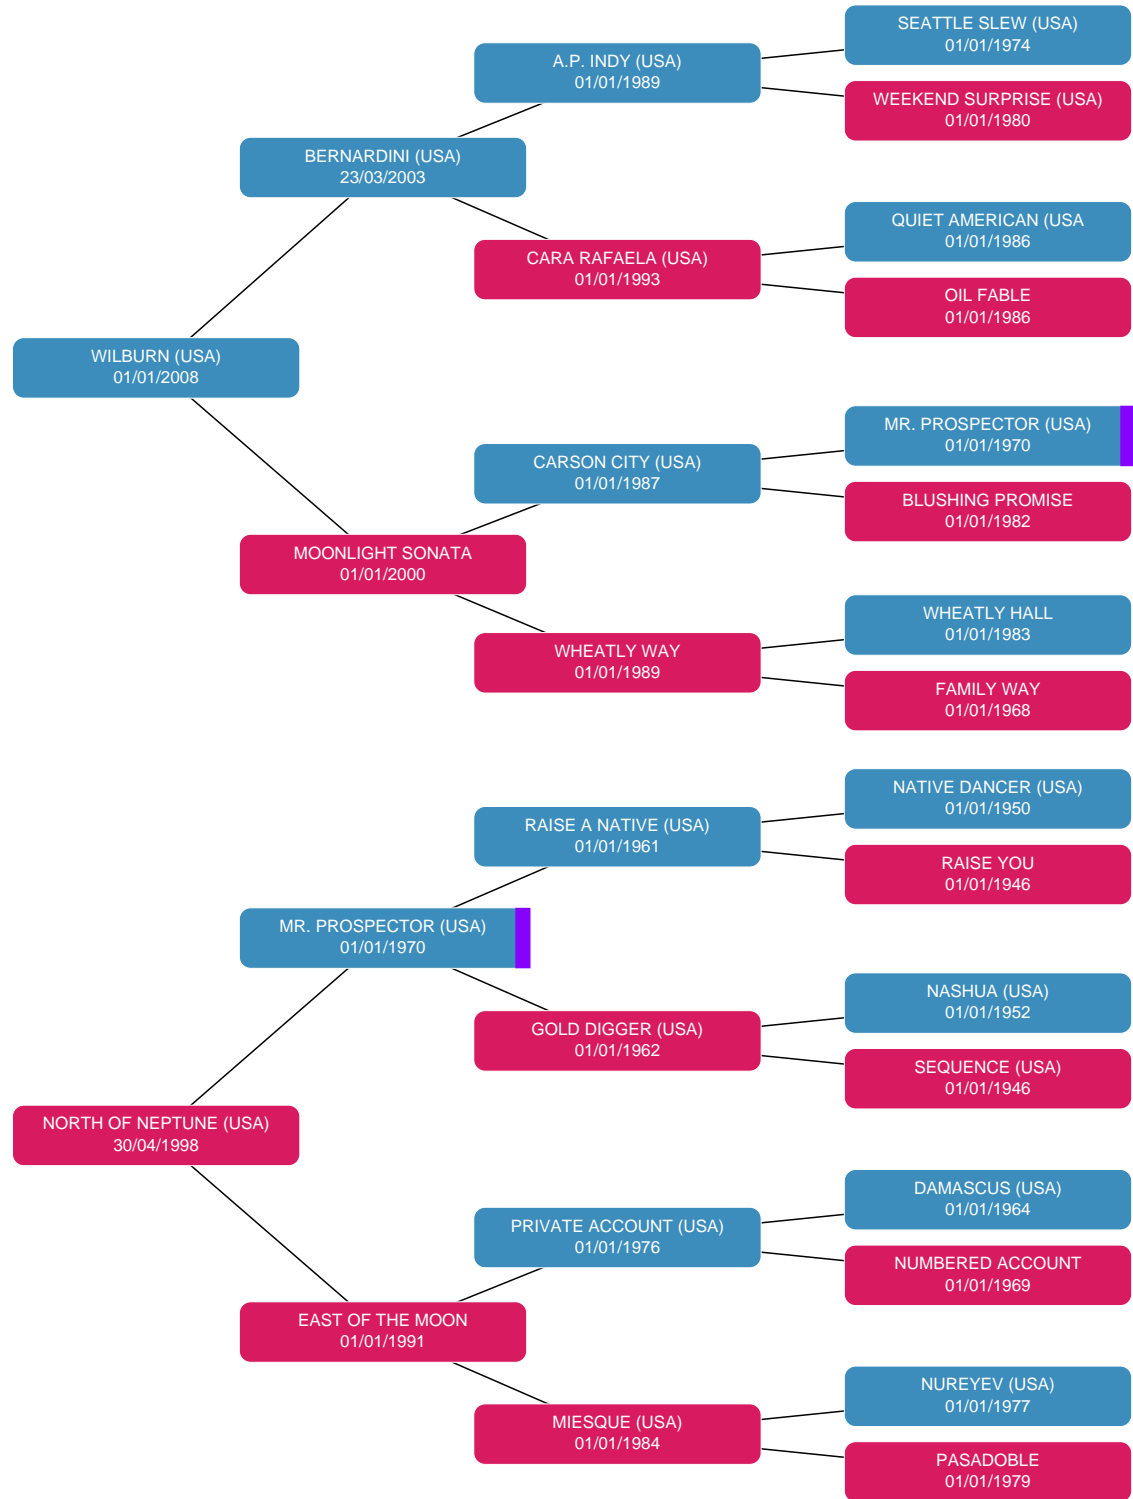 SEATTLE SLEW (USA)
01/01/1974
A.P. INDY (USA)
01/01/1989
WEEKEND SURPRISE (USA)
01/01/1980
BERNARDINI (USA)
23/03/2003
QUIET AMERICAN (USA
01/01/1986
CARA RAFAELA (USA)
01/01/1993
OIL FABLE
01/01/1986
WILBURN (USA)
01/01/2008
MR. PROSPECTOR (USA)
01/01/1970
CARSON CITY (USA)
01/01/1987
BLUSHING PROMISE
01/01/1982
MOONLIGHT SONATA
01/01/2000
WHEATLY HALL
01/01/1983
WHEATLY WAY
01/01/1989
FAMILY WAY
01/01/1968
NATIVE DANCER (USA)
01/01/1950
RAISE A NATIVE (USA)
01/01/1961
RAISE YOU
01/01/1946
MR. PROSPECTOR (USA)
01/01/1970
NASHUA (USA)
01/01/1952
GOLD DIGGER (USA)
01/01/1962
SEQUENCE (USA)
01/01/1946
NORTH OF NEPTUNE (USA)
30/04/1998
DAMASCUS (USA)
01/01/1964
PRIVATE ACCOUNT (USA)
01/01/1976
NUMBERED ACCOUNT
01/01/1969
EAST OF THE MOON
01/01/1991
NUREYEV (USA)
01/01/1977
MIESQUE (USA)
01/01/1984
PASADOBLE
01/01/1979